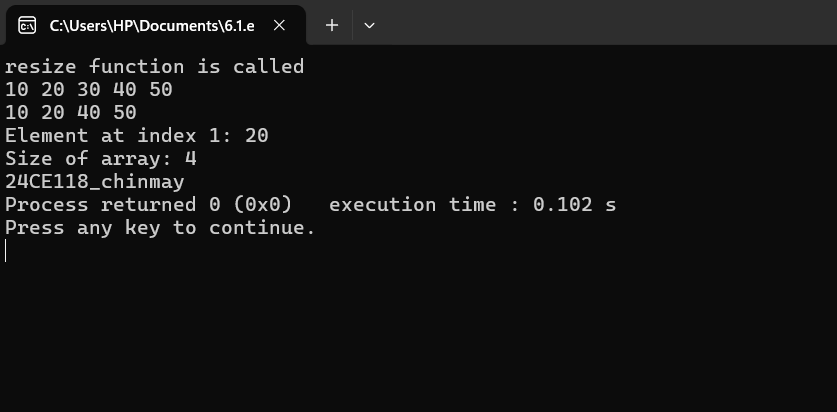 C:\Users\HP\Documents\6.1.e
resize function is called
10 20 30 40 50
10 20 40 50
Element at index 1: 20
Size of array: 4
24CE118_chinmay
Process returned 0 (0x0)   execution time : 0.102 s
Press any key to continue.